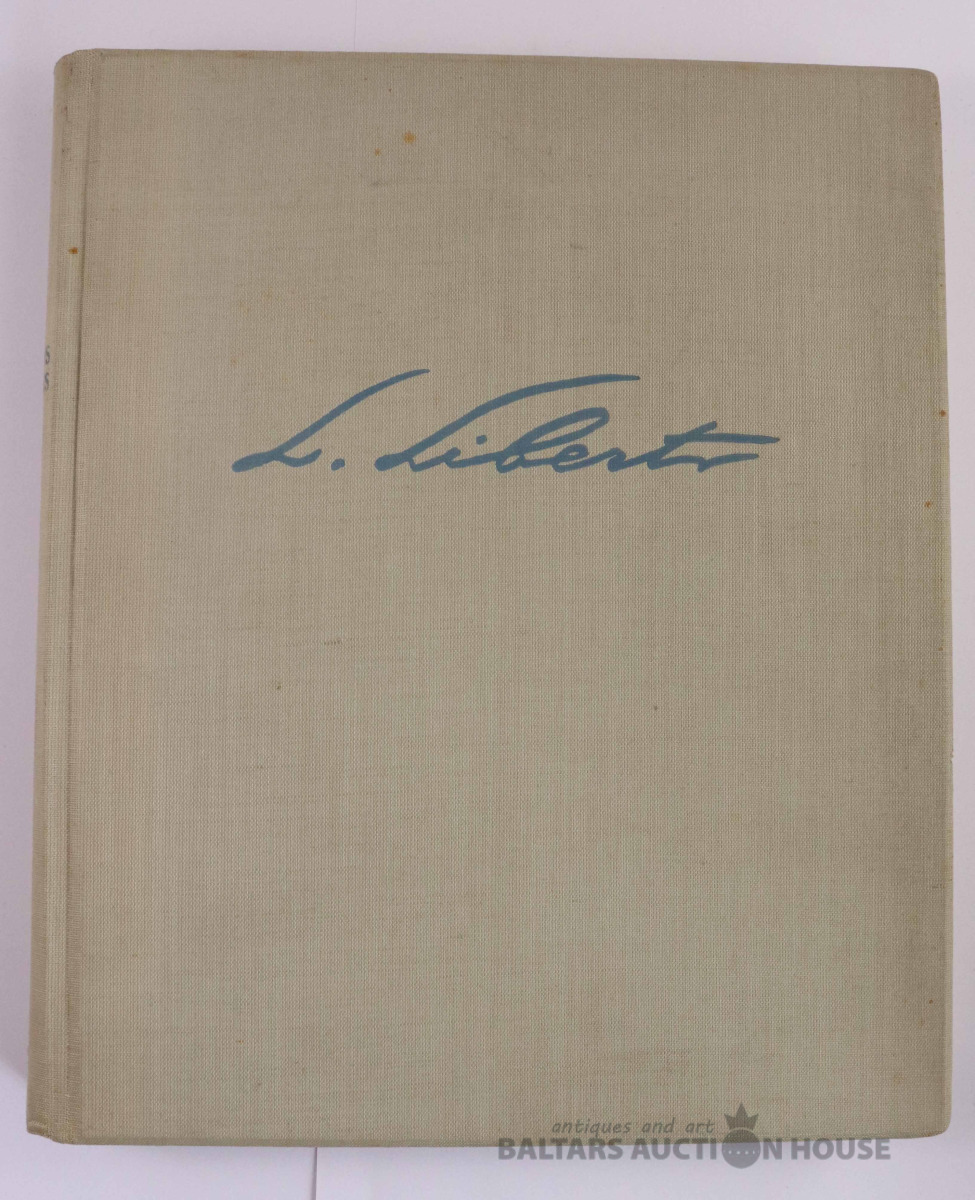 L. Liberts
antiques and art
BALTARS AUCTION HOUSE